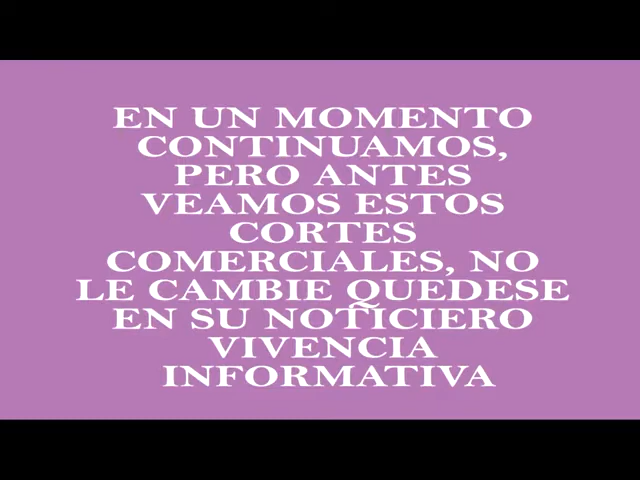 EN UN MOMENTO
CONTINUAMOS,
PERO ANTES
VEAMOS ESTOS
CORTES
COMERCIALES, NO
LE CAMBIE QUEDESE
EN SU NOTICIERO
VIVENCIA
INFORMATIVA